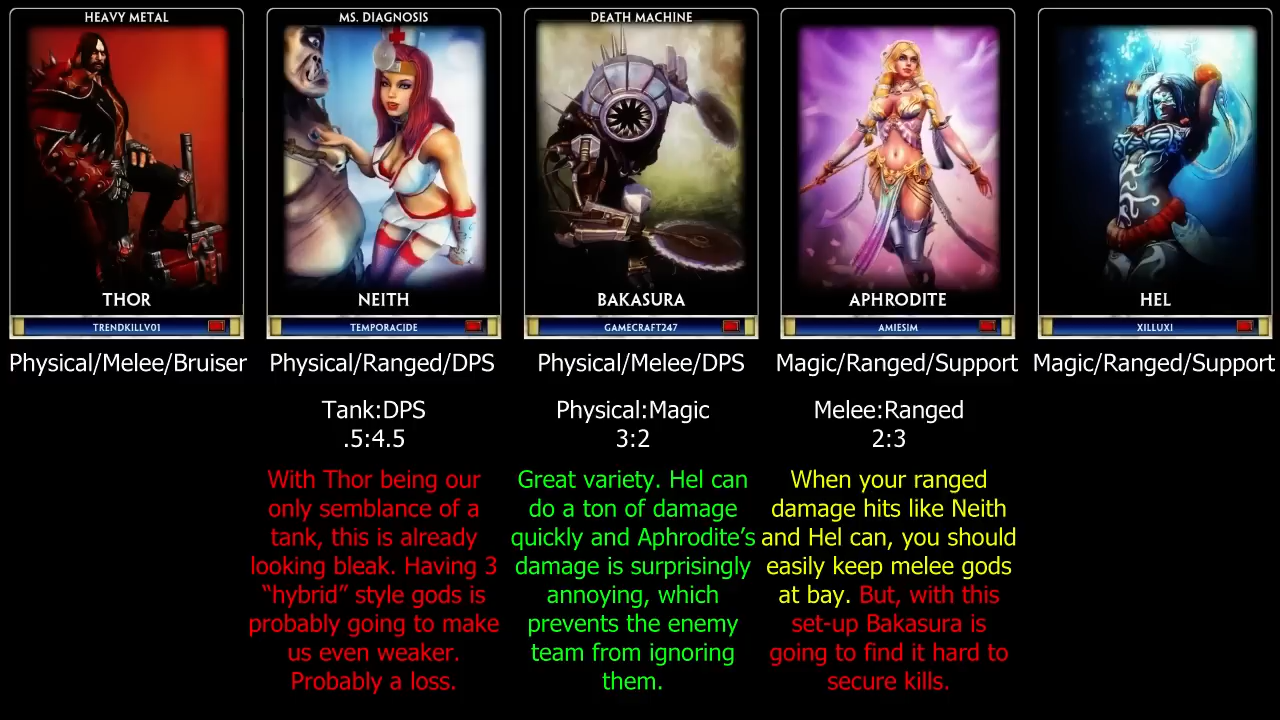 HEAVY METAL
THOR
TRENDKILLV01
Physical/Melee/Bruiser
MS. DIAGNOSIS
NEITH
TEMPORACIDE
Physical/Ranged/DPS
DEATH MACHINE
BAKASURA
GAMECRAFT247
Physical/Melee/DPS
APHRODITE
AMIESIM
Magic/Ranged/Support
HEL
XILLUXI
Magic/Ranged/Support
Tank:DPS
.5:4.5
With Thor being our
only semblance of a
tank, this is already
looking bleak. Having 3
“hybrid” style gods is
probably going to make
us even weaker.
Probably a loss.
Physical:Magic
3:2
Great variety. Hel can
do a ton of damage
quickly and Aphrodite’s
damage is surprisingly
annoying, which
prevents the enemy
team from ignoring
them.
Melee:Ranged
2:3
When your ranged
damage hits like Neith
and Hel can, you should
easily keep melee gods
at bay. But, with this
set-up Bakasura is
going to find it hard to
secure kills.